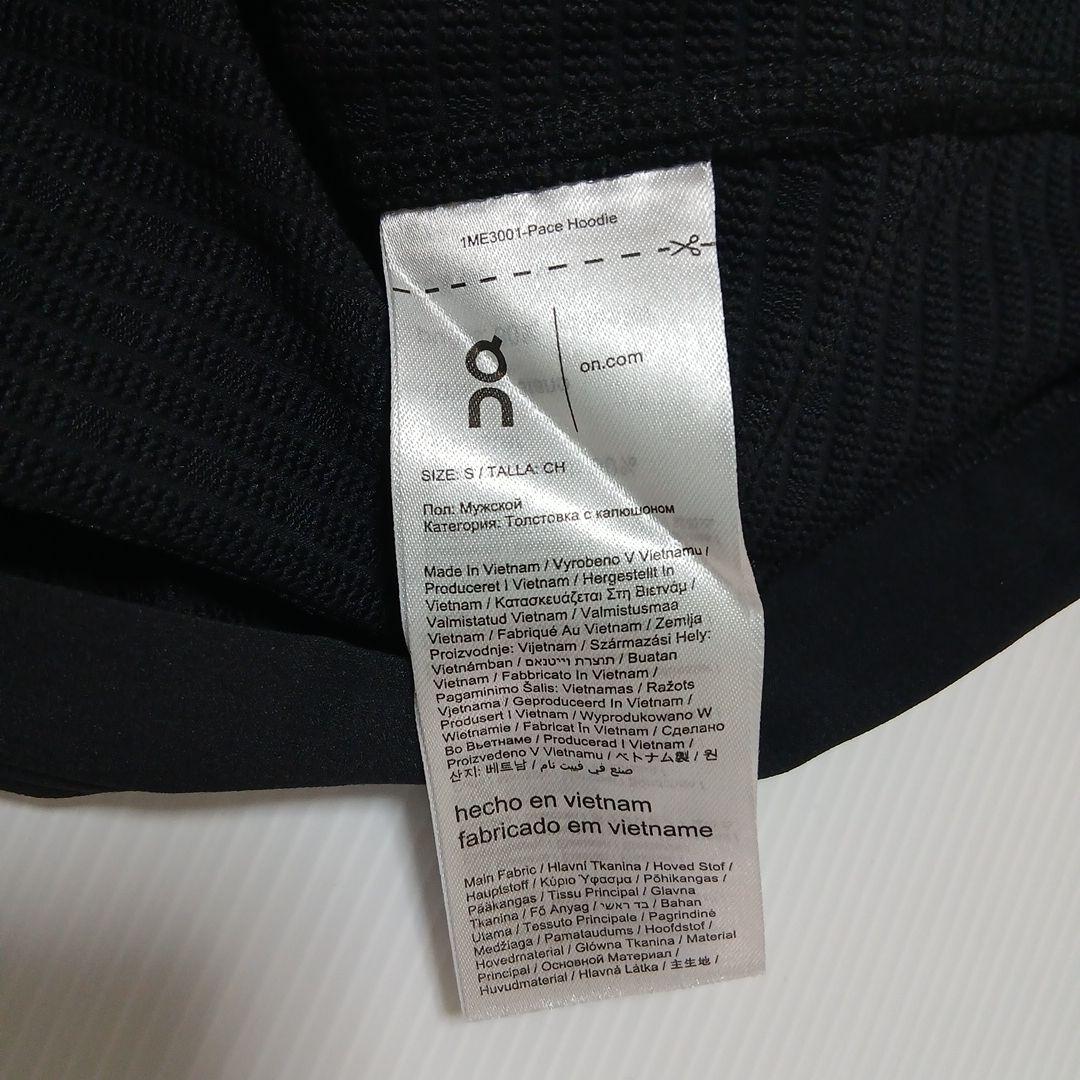 1ME3001-Pace Hoodie
on
on.com
SIZE: S / TALLA: CH
Пол: Мужской
Категория: Толстовка с капюшоном
Made In Vietnam / Vyrobeno V Vietnamu /
Produceret I Vietnam / Hergestellt In
Vietnam / Κατασκευάζεται Στη Βιετνάμ /
Valmistatud Vietnam / Valmistusmaa
Vietnam / Fabriqué Au Vietnam / Zemlja
Proizvodnje: Vijetnam / Származási Hely:
Vietnámban / תוצרת וייטנאם / Buatan
Vietnam / Fabbricato In Vietnam /
Pagaminimo Šalis: Vietnamas / Ražots
Vjetnama / Geproduceerd In Vietnam /
Produsert I Vietnam / Wyprodukowano W
Wietnamie / Fabricat În Vietnam / Сделано
Во Вьетнаме / Producerad I Vietnam /
Proizvedeno V Vietnamu / ベトナム製 / 원
산지: 베트남 / صنع في فييت نام
hecho en vietnam
fabricado em vietname
Main Fabric / Hlavní Tkanina / Hoved Stof /
Hauptstoff / Κύριο Ύφασμα / Põhikangas /
Pääkangas / Tissu Principal / Glavna
Tkanina / Fő Anyag / בד ראשי / Bahan
Utama / Tessuto Principale / Pagrindinė
Medžiaga / Pamataudums / Hoofdstof /
Hovedmaterial / Główna Tkanina / Material
Principal / Основной Материал /
Huvudmaterial / Hlavná Látka / 主生地 /